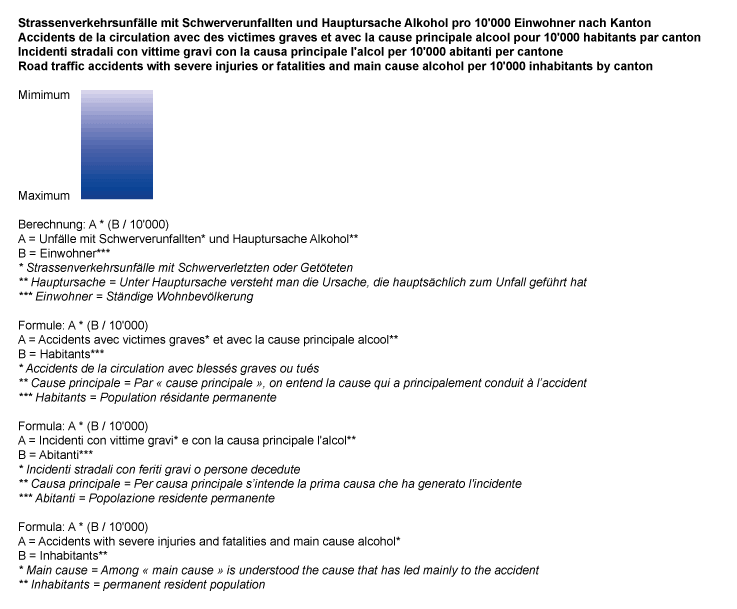 Strassenverkehrsunfälle mit Schwerverunfallten und Hauptursache Alkohol pro 10'000 Einwohner nach Kanton
Accidents de la circulation avec des victimes graves et avec la cause principale alcool pour 10'000 habitants par canton
Incidenti stradali con vittime gravi con la causa principale l'alcol per 10'000 abitanti per cantone
Road traffic accidents with severe injuries or fatalities and main cause alcohol per 10'000 inhabitants by canton
Mimimum
Maximum
Berechnung: A * (B / 10'000)
A = Unfälle mit Schwerverunfallten* und Hauptursache Alkohol**
B = Einwohner***
* Strassenverkehrsunfälle mit Schwerverletzten oder Getöteten
** Hauptursache = Unter Hauptursache versteht man die Ursache, die hauptsächlich zum Unfall geführt hat
*** Einwohner = Ständige Wohnbevölkerung
Formule: A * (B / 10'000)
A = Accidents avec victimes graves* et avec la cause principale alcool**
B = Habitants***
* Accidents de la circulation avec blessés graves ou tués
** Cause principale = Par « cause principale », on entend la cause qui a principalement conduit à l'accident
*** Habitants = Population résidante permanente
Formula: A * (B / 10'000)
A = Incidenti con vittime gravi* e con la causa principale l'alcol**
B = Abitanti***
* Incidenti stradali con feriti gravi o persone decedute
** Causa principale = Per causa principale s'intende la prima causa che ha generato l'incidente
*** Abitanti = Popolazione residente permanente
Formula: A * (B / 10'000)
A = Accidents with severe injuries and fatalities and main cause alcohol*
B = Inhabitants**
* Main cause = Among « main cause » is understood the cause that has led mainly to the accident
** Inhabitants = permanent resident population